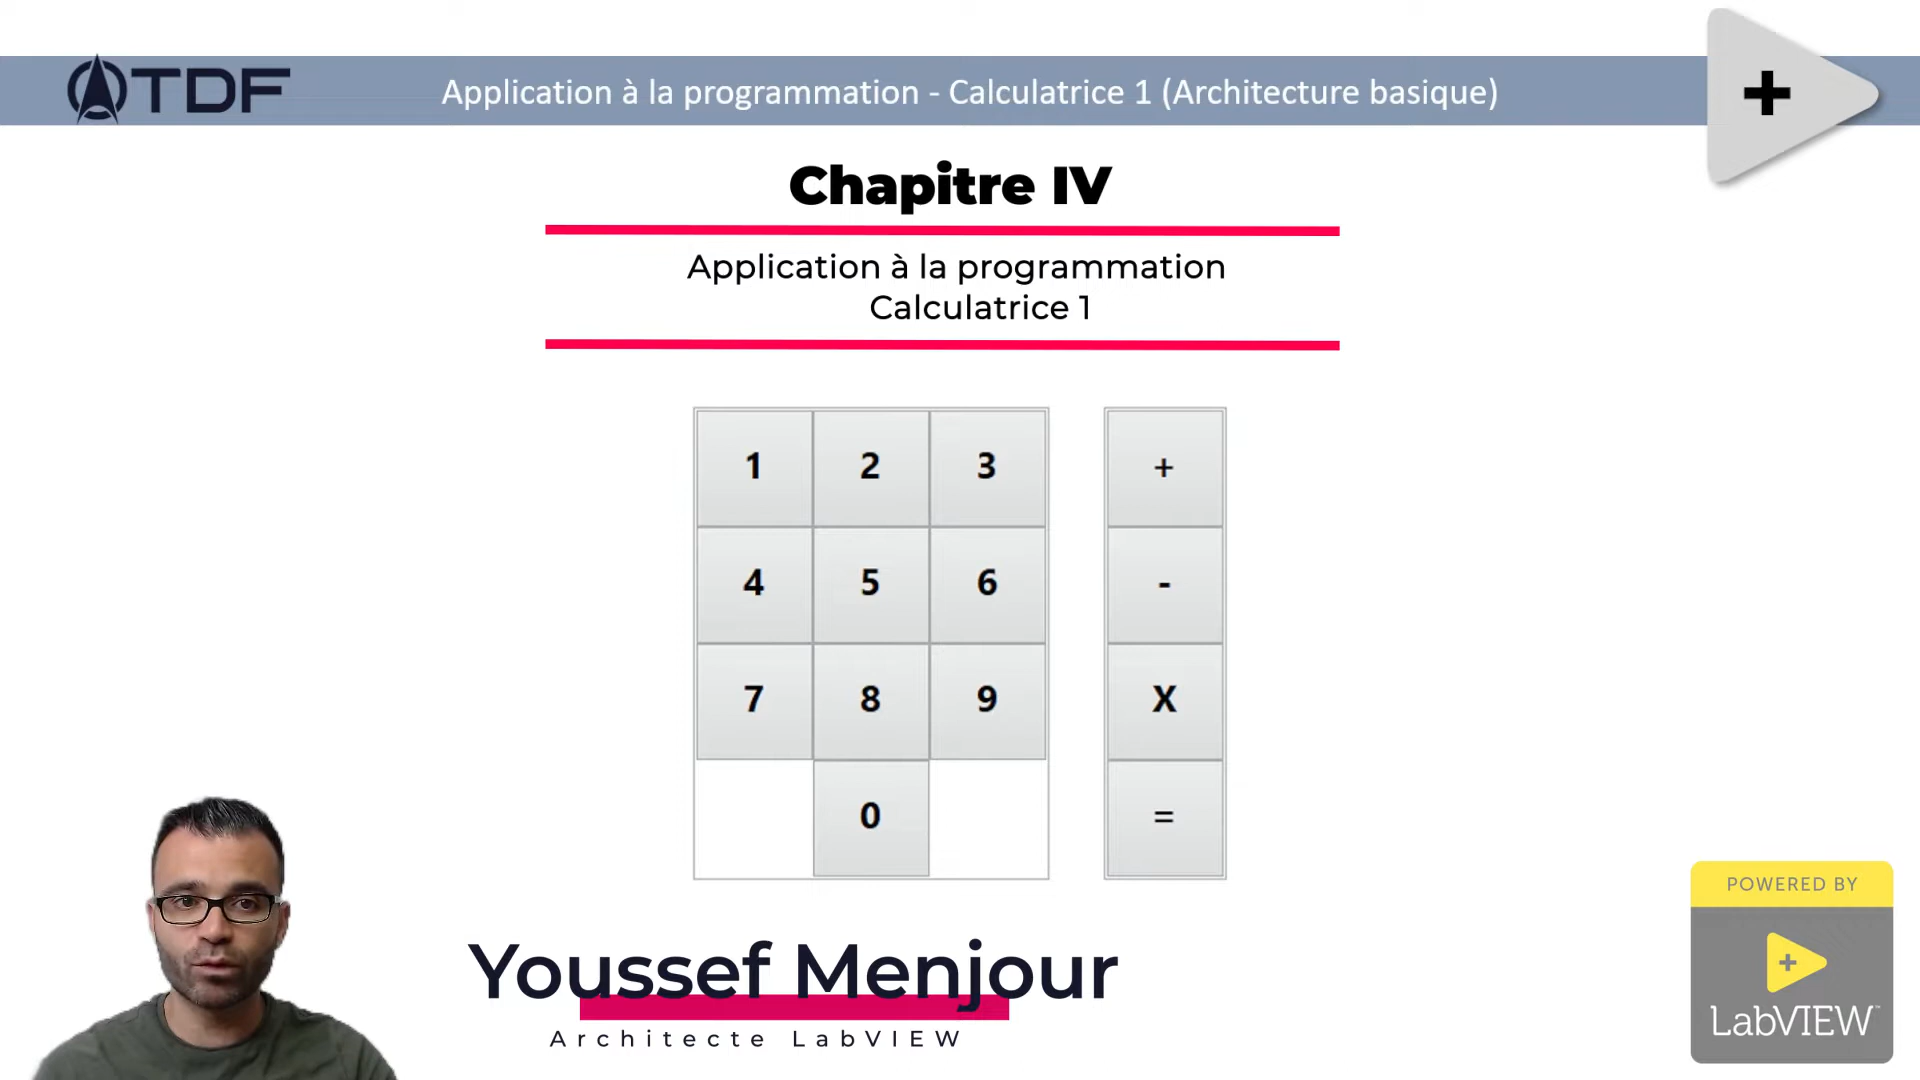 TDF
Application à la programmation - Calculatrice 1 (Architecture basique)
+
Chapitre IV
Application à la programmation
Calculatrice 1
1 2 3 +
4 5 6 -
7 8 9 X
0 =
Youssef Menjour
Architecte LabVIEW
POWERED BY
+
LabVIEW™